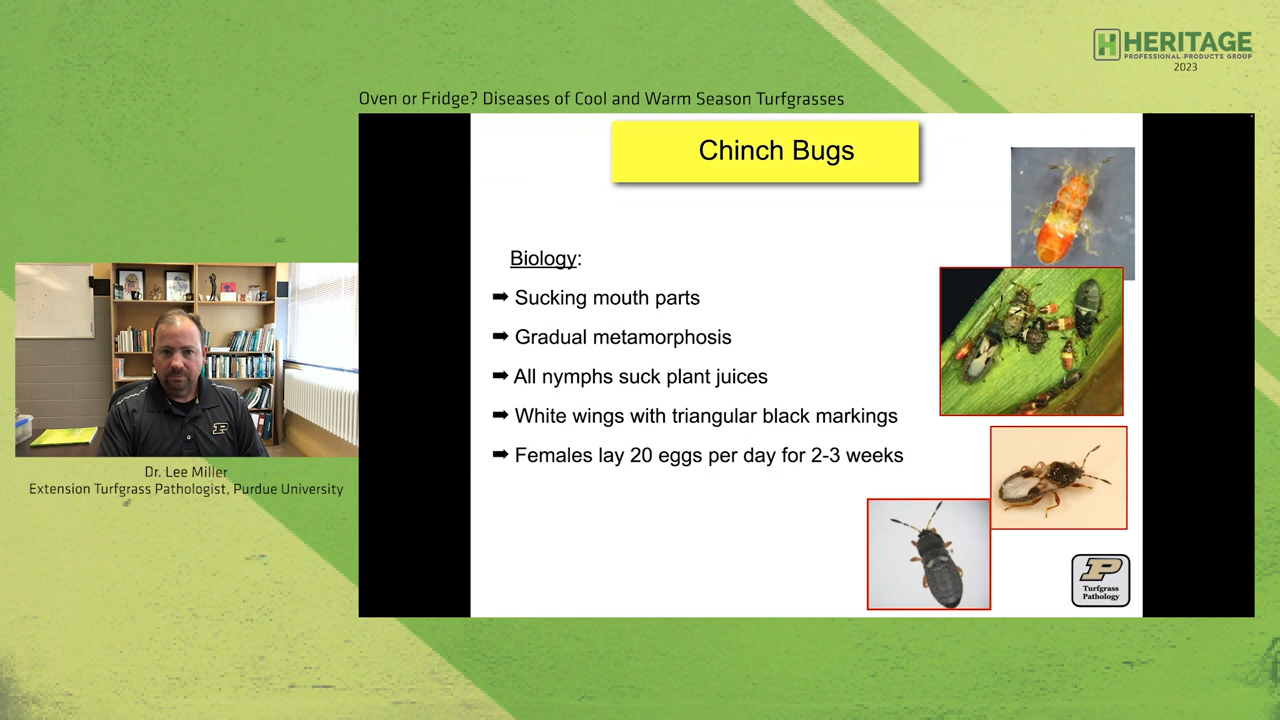 HERITAGE
PROFESSIONAL PRODUCTS GROUP
2023
Oven or Fridge? Diseases of Cool and Warm Season Turfgrasses
Chinch Bugs
Biology:
➡ Sucking mouth parts
➡ Gradual metamorphosis
➡ All nymphs suck plant juices
➡ White wings with triangular black markings
➡ Females lay 20 eggs per day for 2-3 weeks
P
Dr. Lee Miller
Extension Turfgrass Pathologist, Purdue University
P
Turfgrass
Pathology